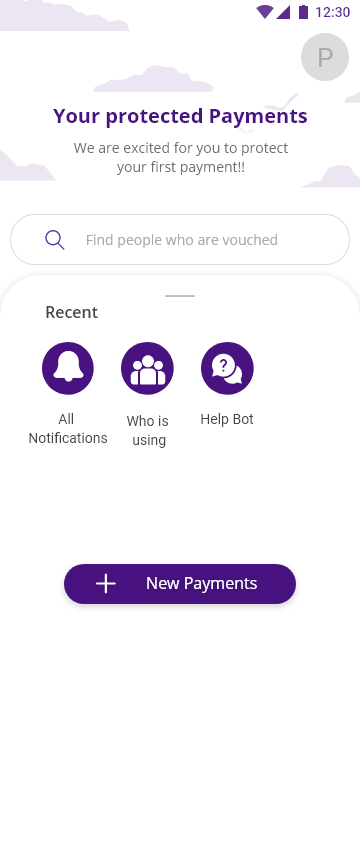 12:30
P
Your protected Payments
We are excited for you to protect
your first payment!!
Find people who are vouched
Recent
All
Notifications
Who is
using
?
Help Bot
New Payments